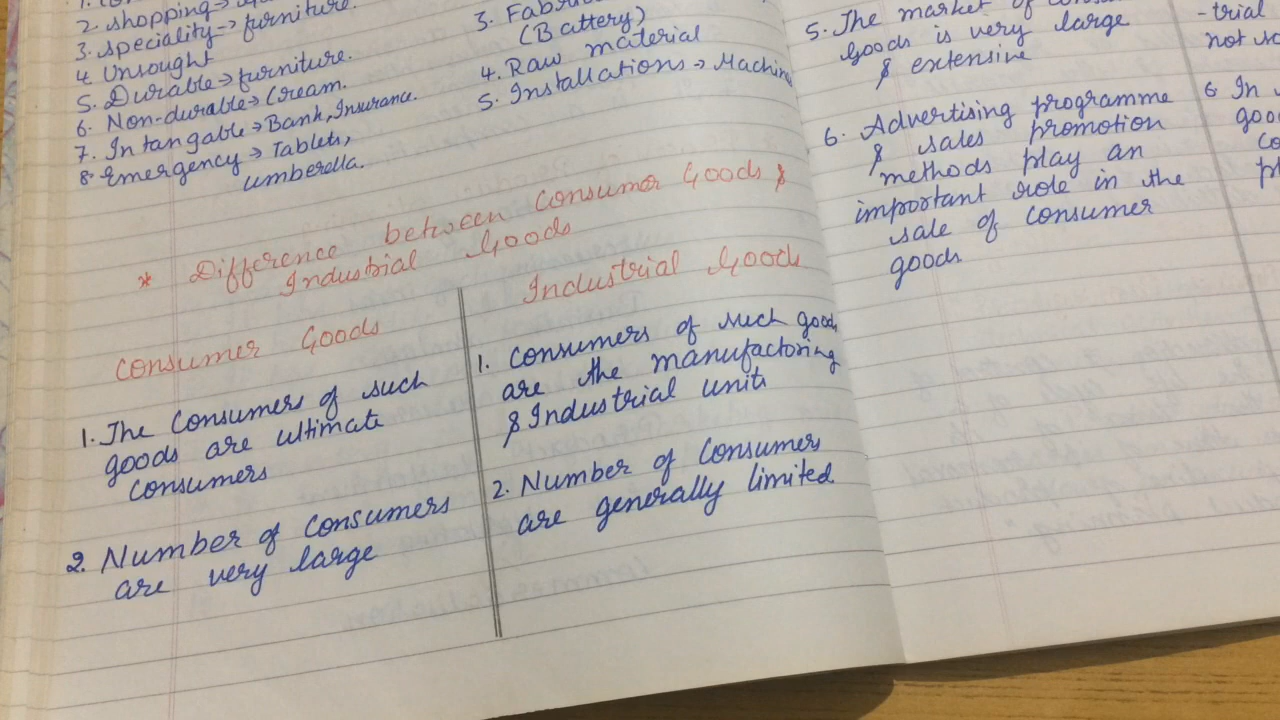 2. shopping →
3. speciality → furniture.
4. Unsought
5. Durable → furniture.
6. Non-durable → Cream.
7. Intangable → Bank, Insurance.
8. Emergency → Tablets,
umberella.
3.
(Battery)
4. Raw material
5. Installations → Machine
* Difference between Consumer Goods &
Industrial Goods
Consumer Goods
1. The Consumers of such
goods are ultimate
consumers
2. Number of Consumers
are very large
Industrial Goods
1. Consumers of such goods
are the manufactoring
& Industrial units
2. Number of Consumers
are generally limited
5. The market of
Goods is very large
& extensive
6. Advertising programme
& sales promotion
methods play an
important role in the
sale of consumer
goods
-trial
not
6 In